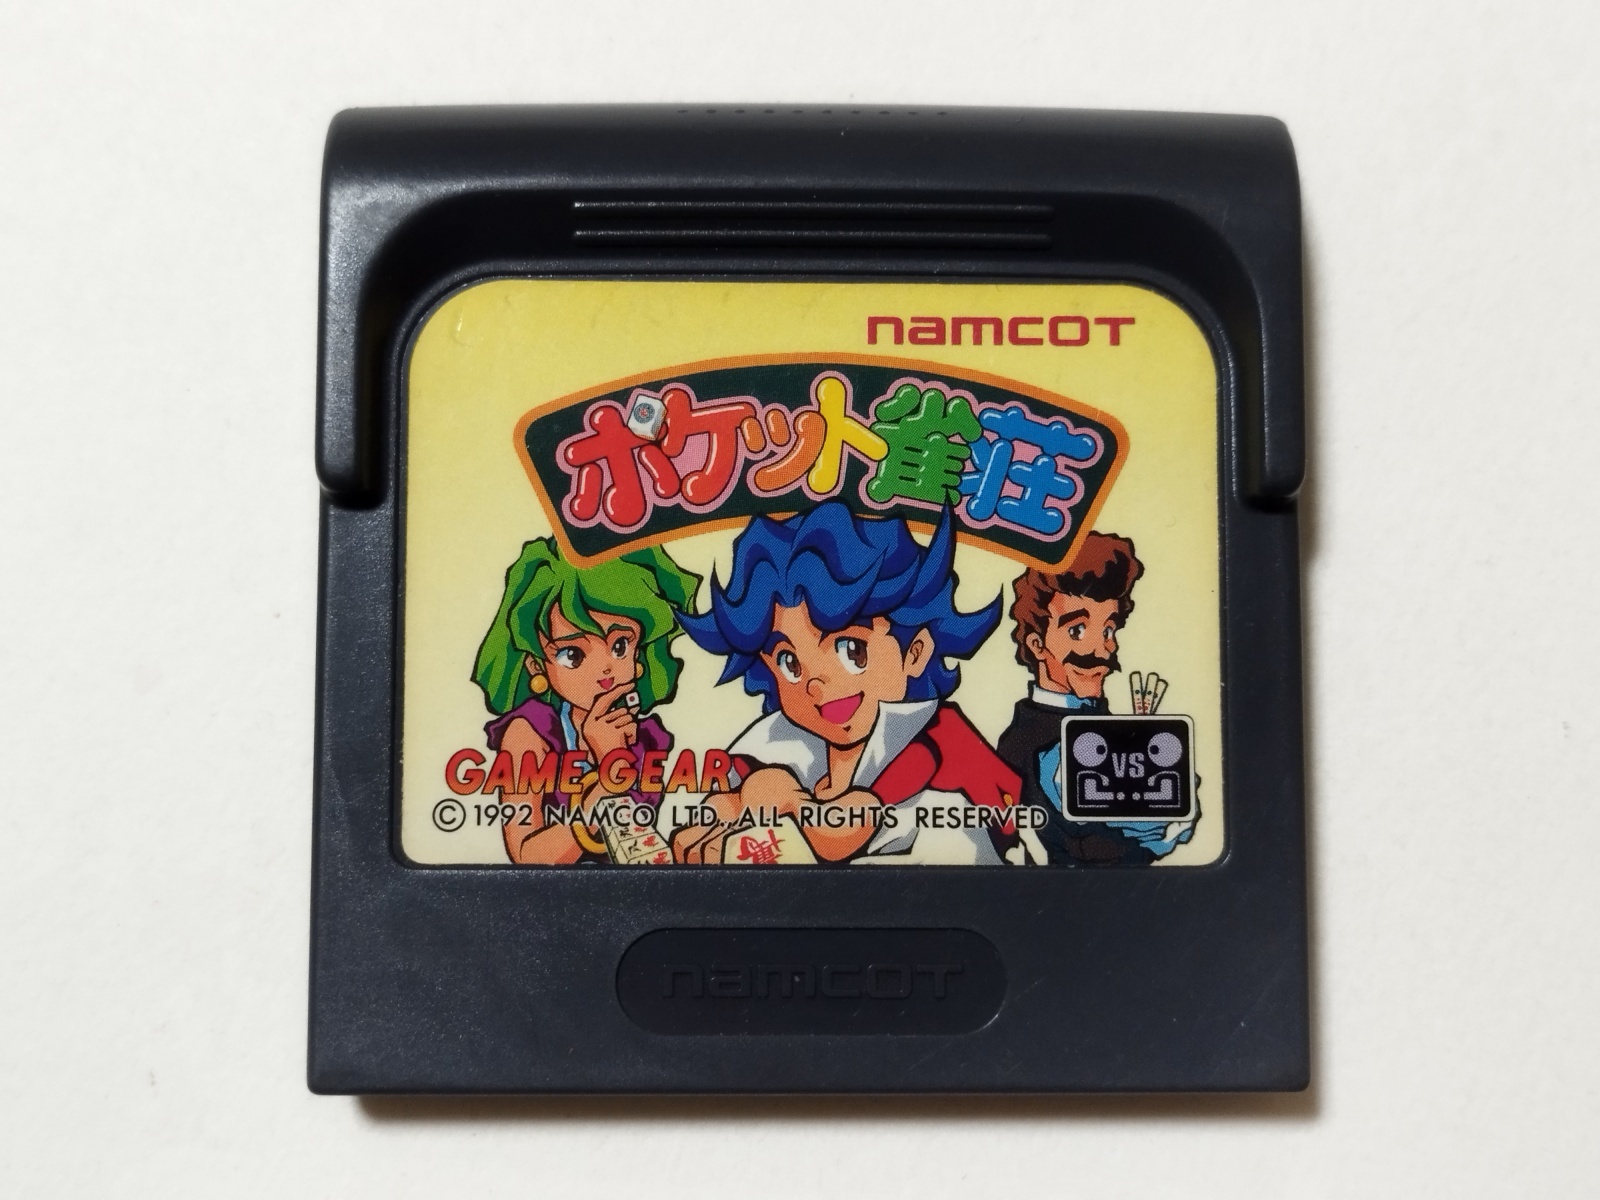 namcot
ポケット雀荘
VS
GAME GEAR
© 1992 NAMCO LTD., ALL RIGHTS RESERVED
namcot